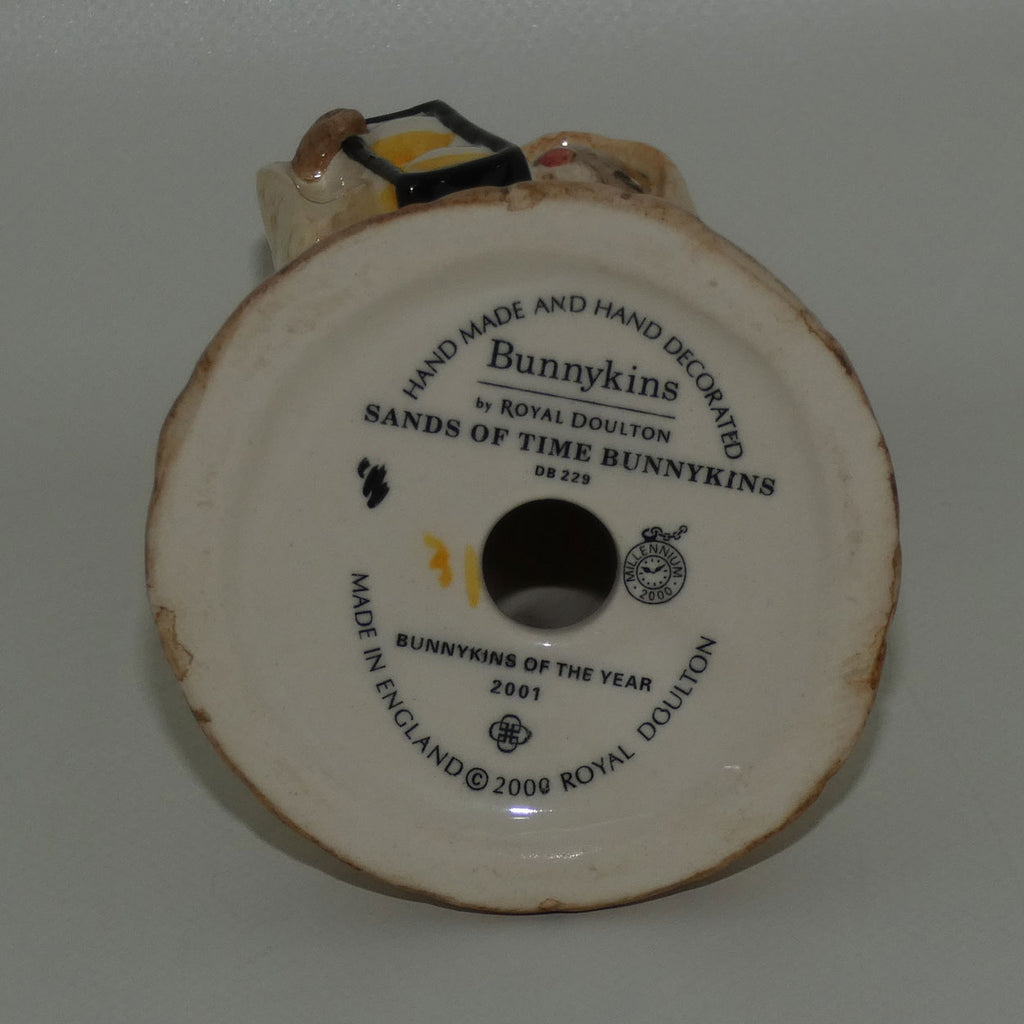 HAND MADE AND HAND DECORATED
Bunnykins
by ROYAL DOULTON
SANDS OF TIME BUNNYKINS
DB 229
MILLENNIUM
2000
BUNNYKINS OF THE YEAR
2001
MADE IN ENGLAND © 2000 ROYAL DOULTON